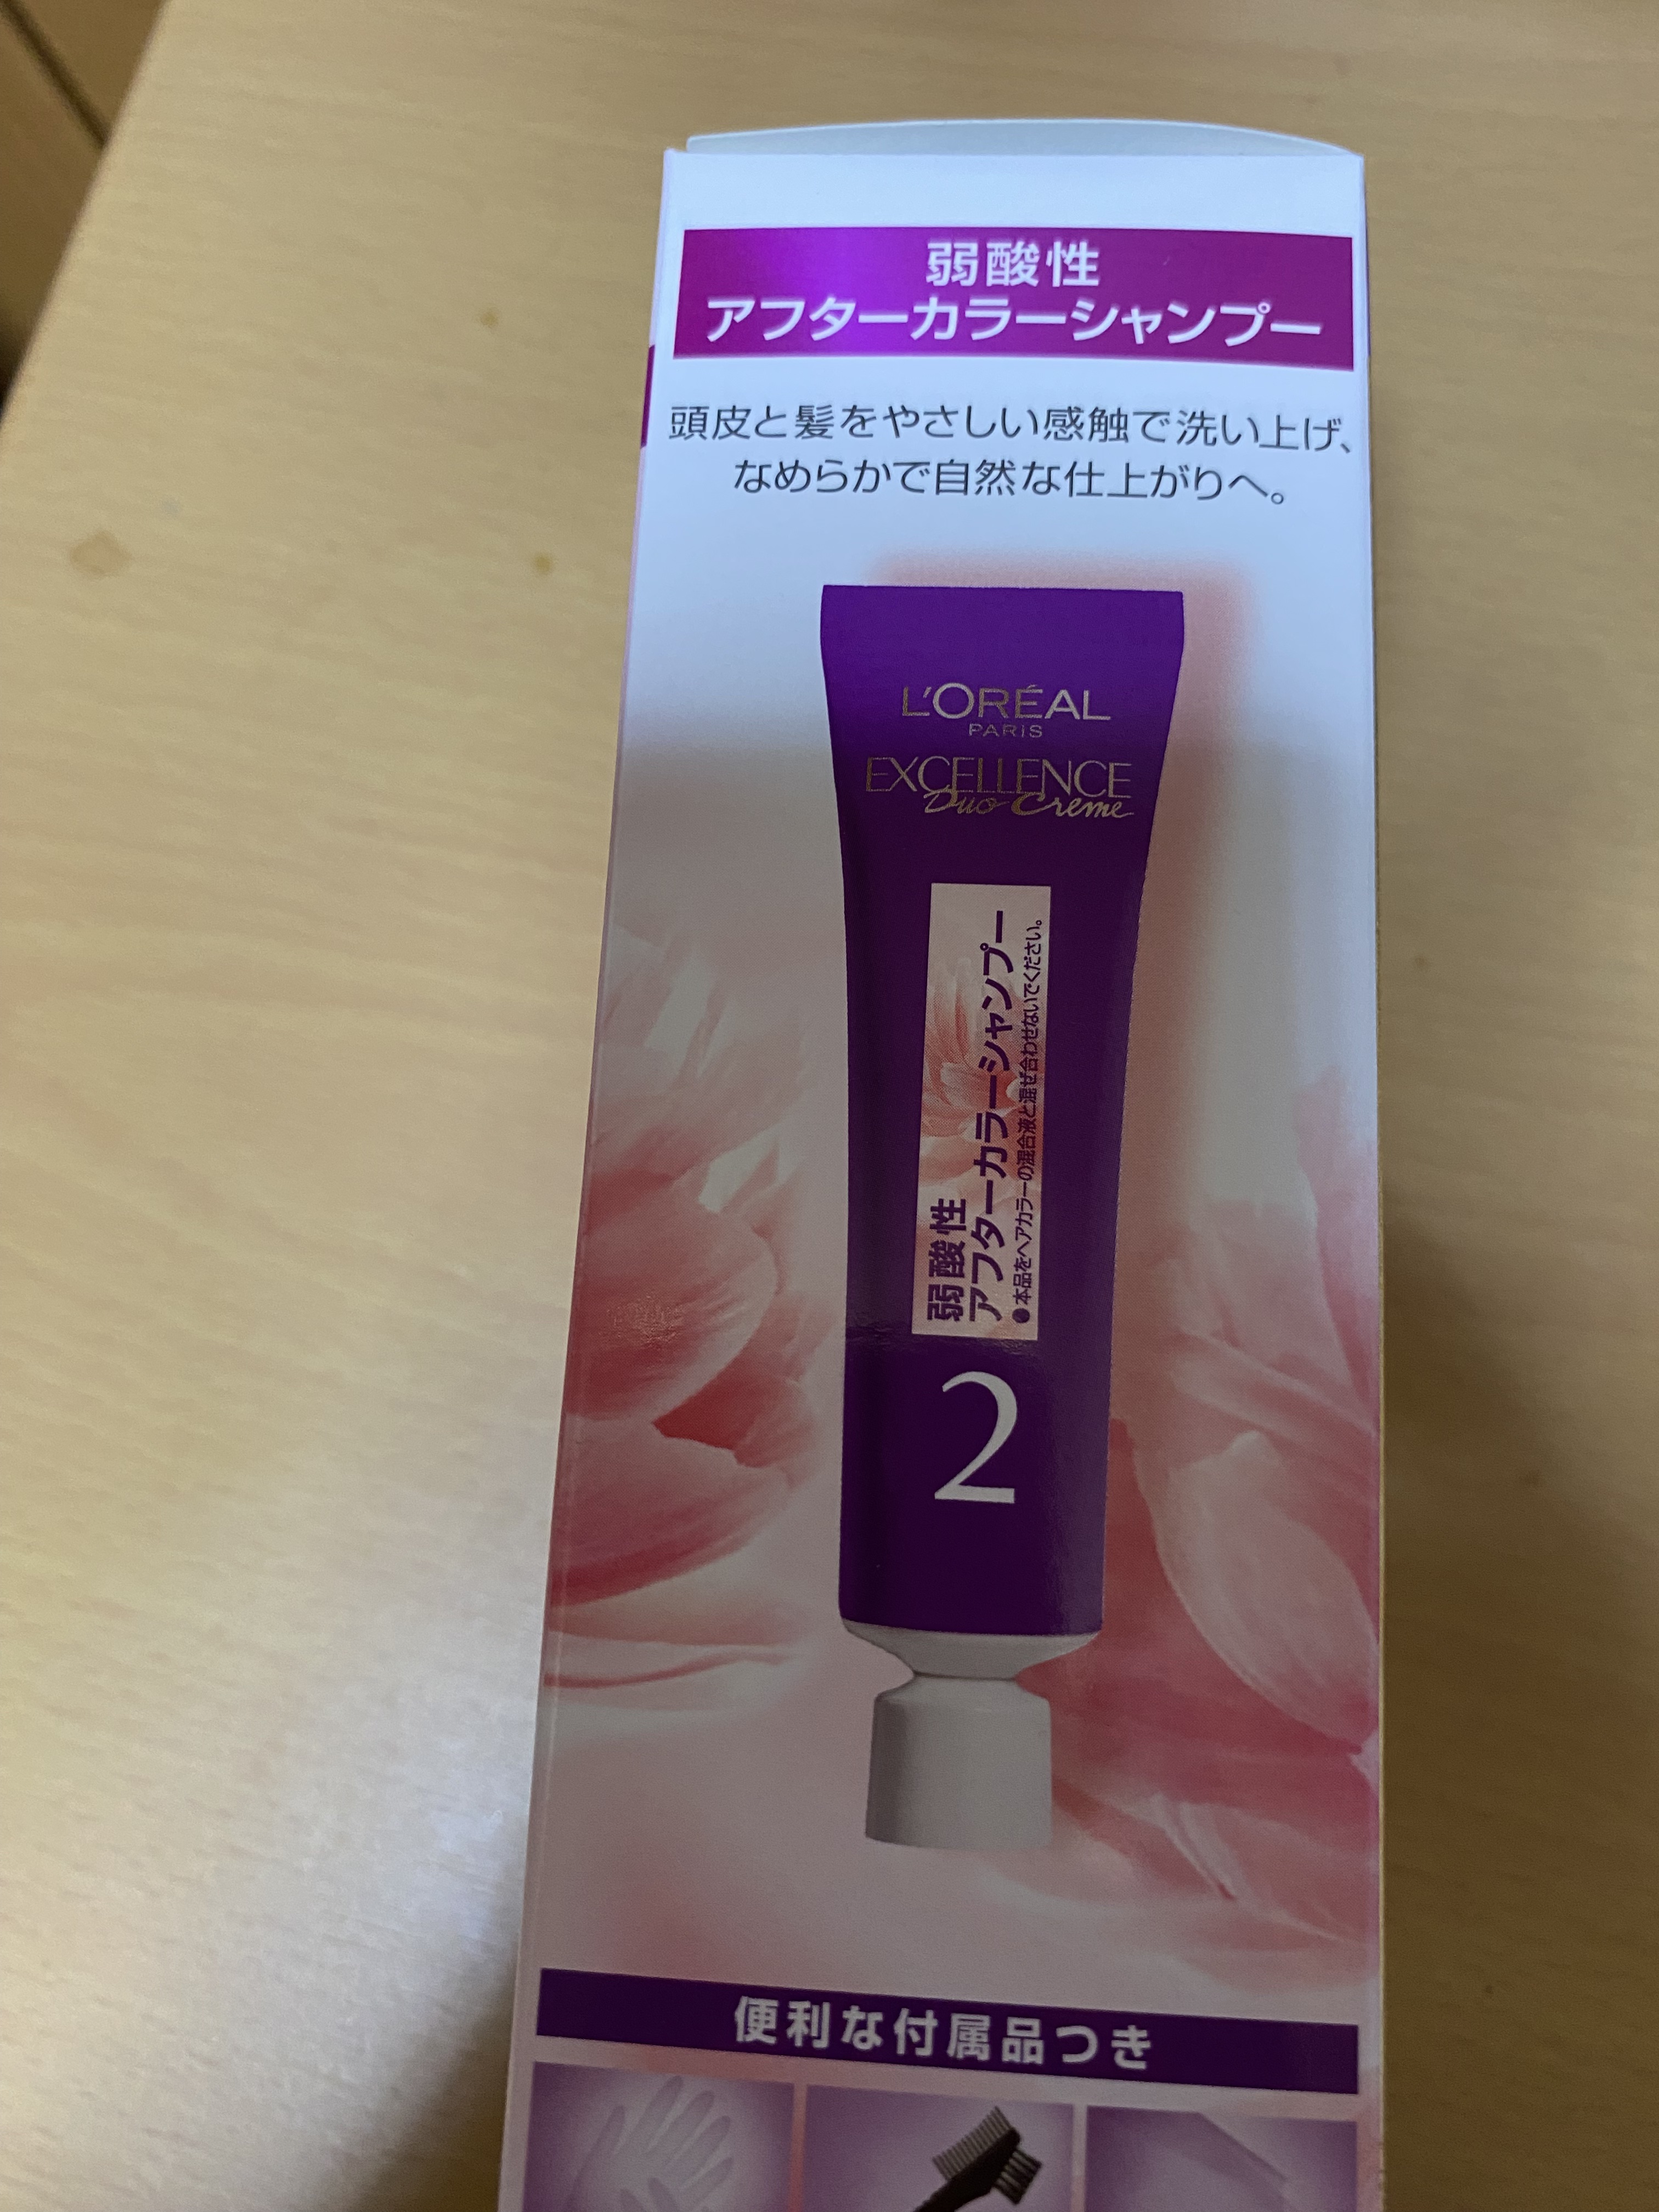 弱酸性
アフターカラーシャンプー
頭皮と髪をやさしい感触で洗い上げ、
なめらかで自然な仕上がりへ。
L'ORÉAL
PARIS
EXCELLENCE
Duo Creme
弱酸性
アフターカラーシャンプー
●本品をヘアカラーの混合液と混ぜ合わせないでください。
2
便利な付属品つき